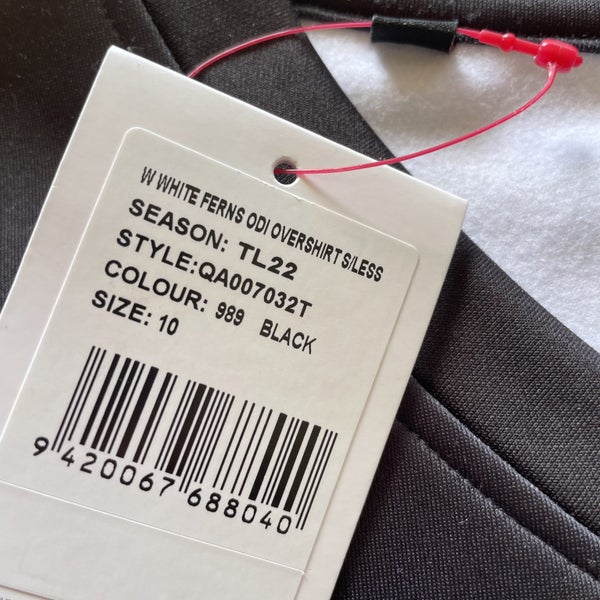 W WHITE FERNS ODI OVERSHIRT S/LESS
SEASON: TL22
STYLE:QA007032T
COLOUR: 989 BLACK
SIZE: 10
9 420067 688040